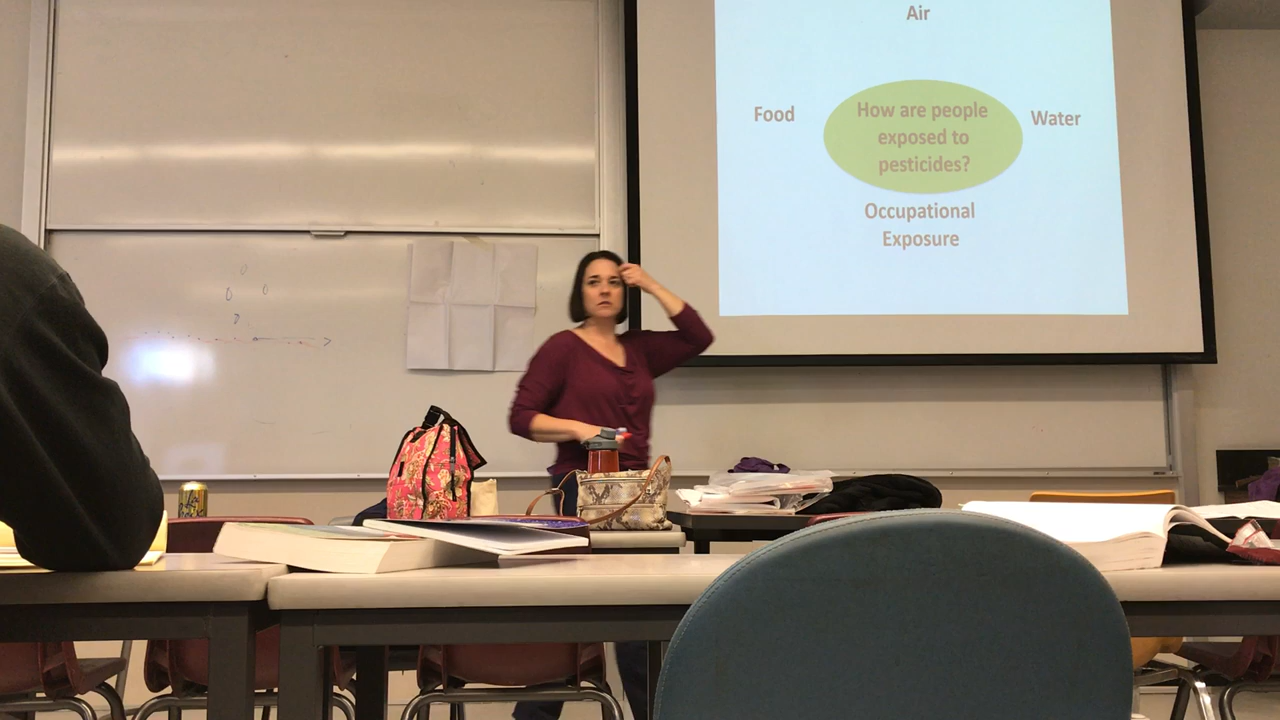 Air
Food
How are people
exposed to
pesticides?
Water
Occupational
Exposure